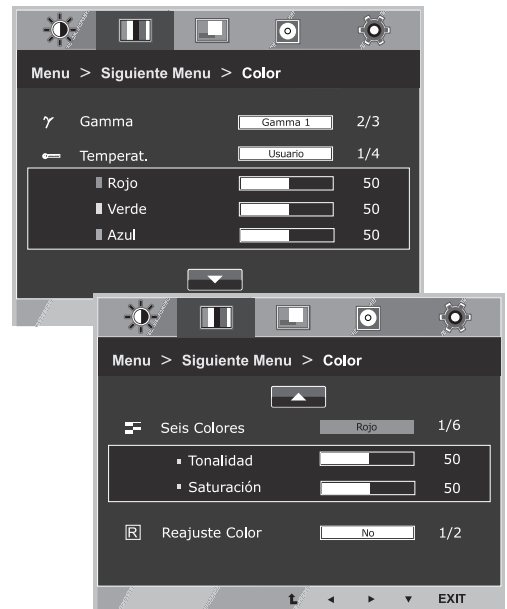 Menu > Siguiente Menu > Color
γ Gamma Gamma 1 2/3
Temperat. Usuario 1/4
Rojo 50
Verde 50
Azul 50
Menu > Siguiente Menu > Color
Seis Colores Rojo 1/6
Tonalidad 50
Saturación 50
R Reajuste Color No 1/2
EXIT